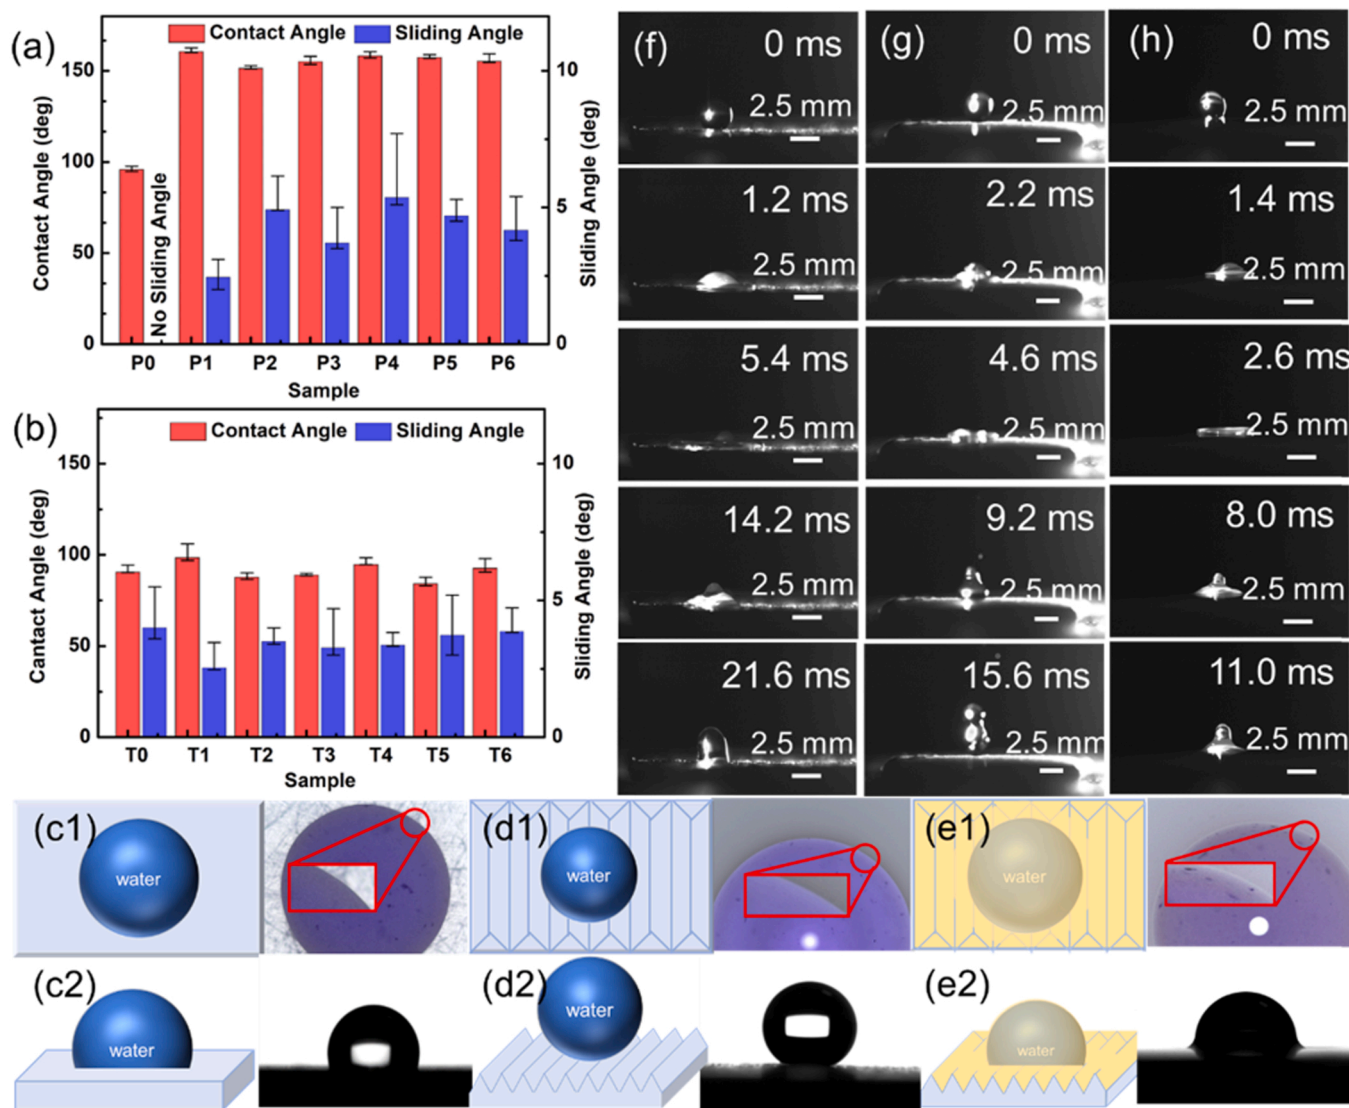 (a)
Contact Angle
Sliding Angle
150
100
50
0
Contact Angle (deg)
No Sliding Angle
10
5
0
Sliding Angle (deg)
P0 P1 P2 P3 P4 P5 P6
Sample
(b)
Contact Angle
Sliding Angle
150
100
50
0
Cantact Angle (deg)
10
5
0
Sliding Angle (deg)
T0 T1 T2 T3 T4 T5 T6
Sample
(f)
0 ms
2.5 mm
1.2 ms
2.5 mm
5.4 ms
2.5 mm
14.2 ms
2.5 mm
21.6 ms
2.5 mm
(g)
0 ms
2.5 mm
2.2 ms
2.5 mm
4.6 ms
2.5 mm
9.2 ms
2.5 mm
15.6 ms
2.5 mm
(h)
0 ms
2.5 mm
1.4 ms
2.5 mm
2.6 ms
2.5 mm
8.0 ms
2.5 mm
11.0 ms
2.5 mm
(c1)
water
(d1)
water
(e1)
water
(c2)
water
(d2)
water
(e2)
water